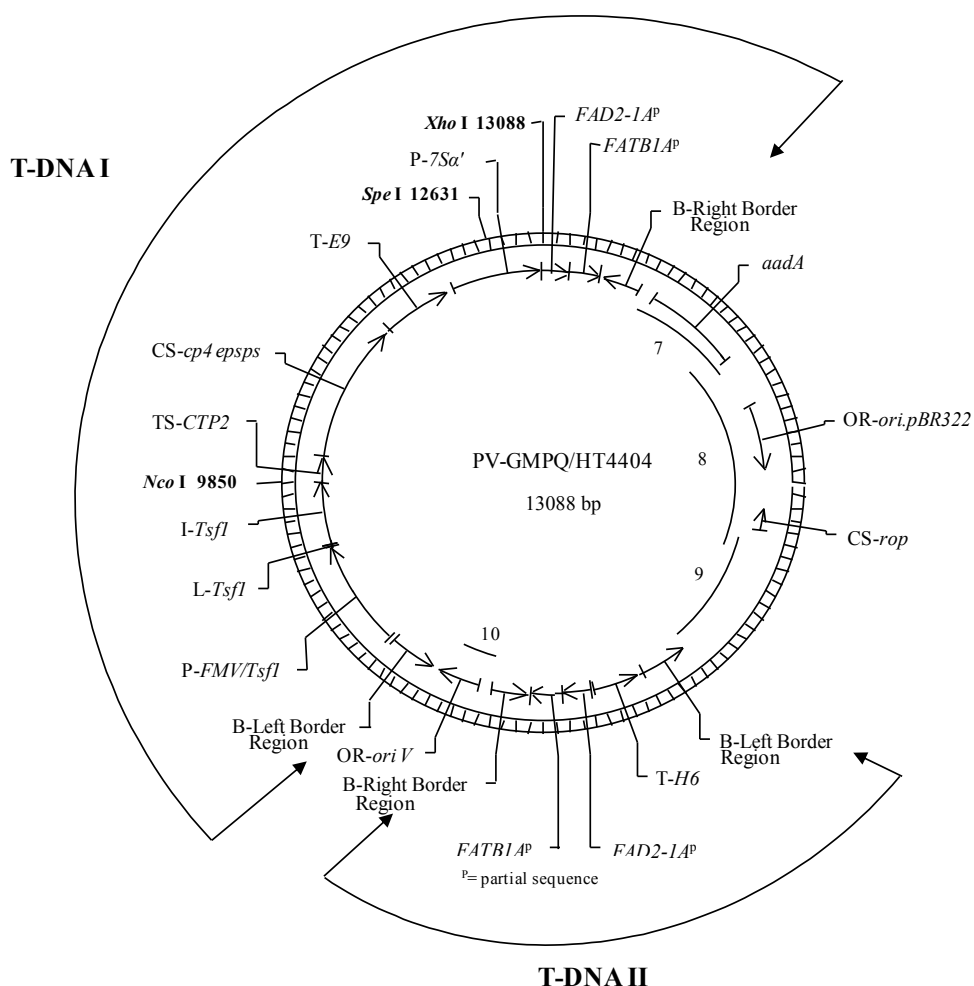 T-DNA I
Xho I 13088
FAD2-1Aᵖ
P-7Sα′
FATB1Aᵖ
Spe I 12631
B-Right Border
Region
T-E9
aadA
7
CS-cp4 epsps
TS-CTP2
OR-ori.pBR322
PV-GMPQ/HT4404
8
Nco I 9850
13088 bp
I-Tsf1
CS-rop
9
L-Tsf1
10
P-FMV/Tsf1
B-Left Border
Region
OR-ori V
B-Left Border
Region
B-Right Border
Region
T-H6
FATB1Aᵖ
FAD2-1Aᵖ
ᴾ= partial sequence
T-DNA II